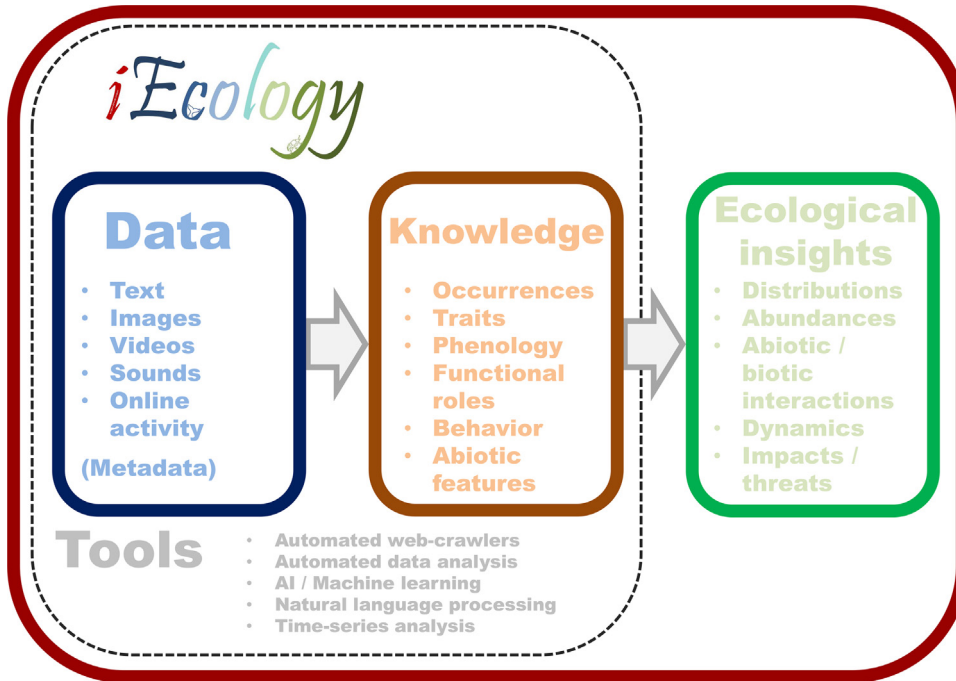 iEcology
Data
• Text
• Images
• Videos
• Sounds
• Online
activity
(Metadata)
Knowledge
• Occurrences
• Traits
• Phenology
• Functional
roles
• Behavior
• Abiotic
features
Ecological
insights
• Distributions
• Abundances
• Abiotic /
biotic
interactions
• Dynamics
• Impacts /
threats
Tools
• Automated web-crawlers
• Automated data analysis
• AI / Machine learning
• Natural language processing
• Time-series analysis